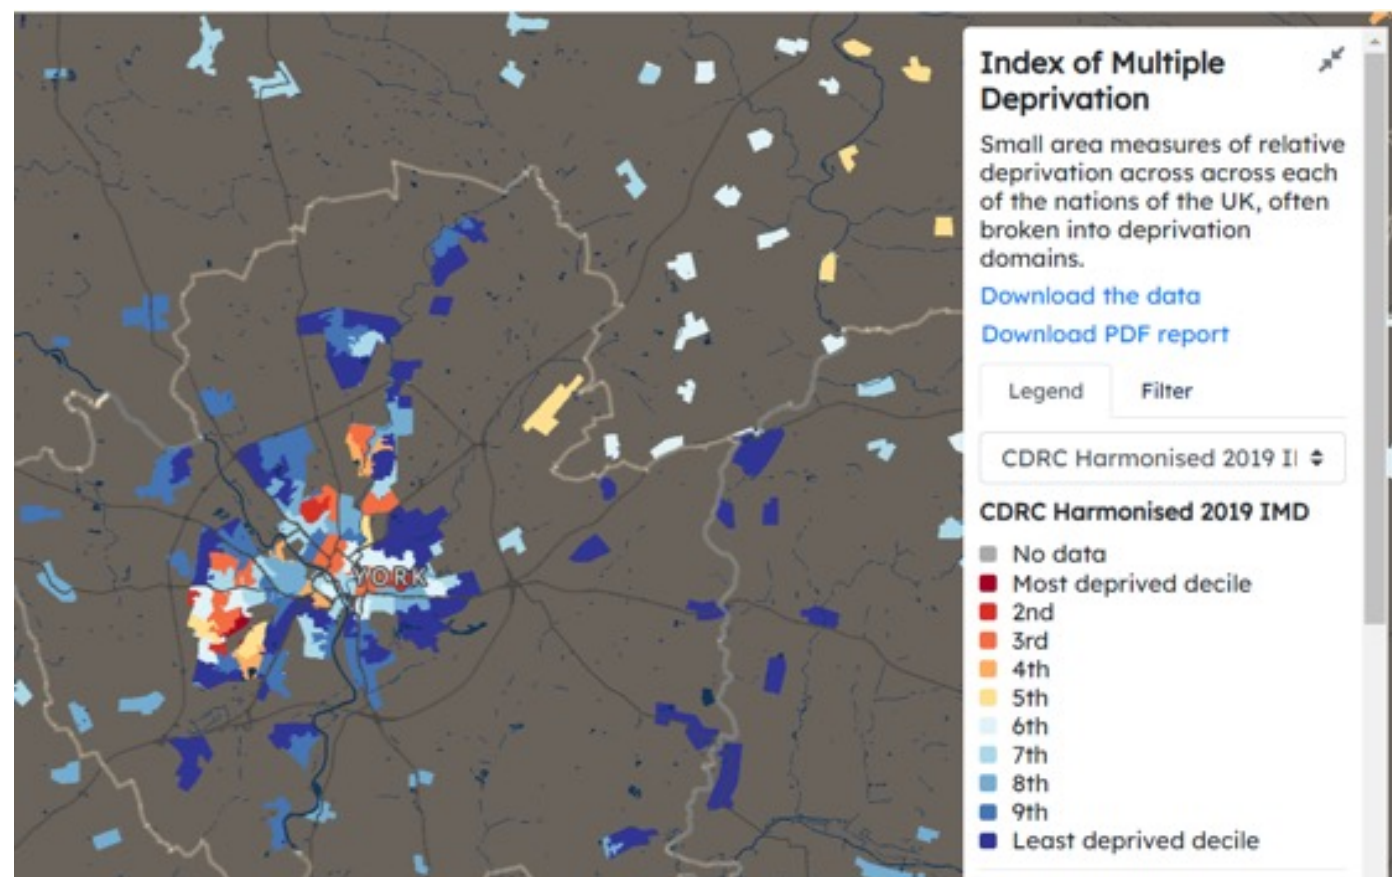 YORK
Index of Multiple
Deprivation
Small area measures of relative
deprivation across across each
of the nations of the UK, often
broken into deprivation
domains.
Download the data
Download PDF report
Legend Filter
CDRC Harmonised 2019 II
CDRC Harmonised 2019 IMD
No data
Most deprived decile
2nd
3rd
4th
5th
6th
7th
8th
9th
Least deprived decile